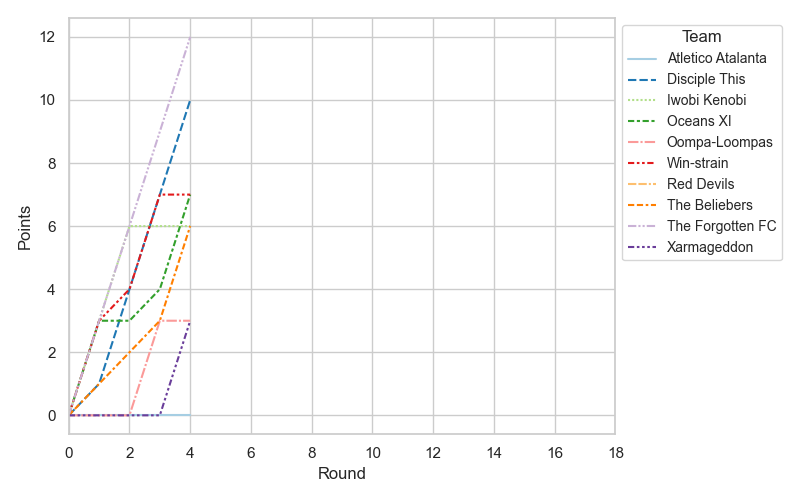 12
10
8
6
4
2
0
Points
0 2 4 6 8 10 12 14 16 18
Round
Team
Atletico Atalanta
Disciple This
Iwobi Kenobi
Oceans XI
Oompa-Loompas
Win-strain
Red Devils
The Beliebers
The Forgotten FC
Xarmageddon